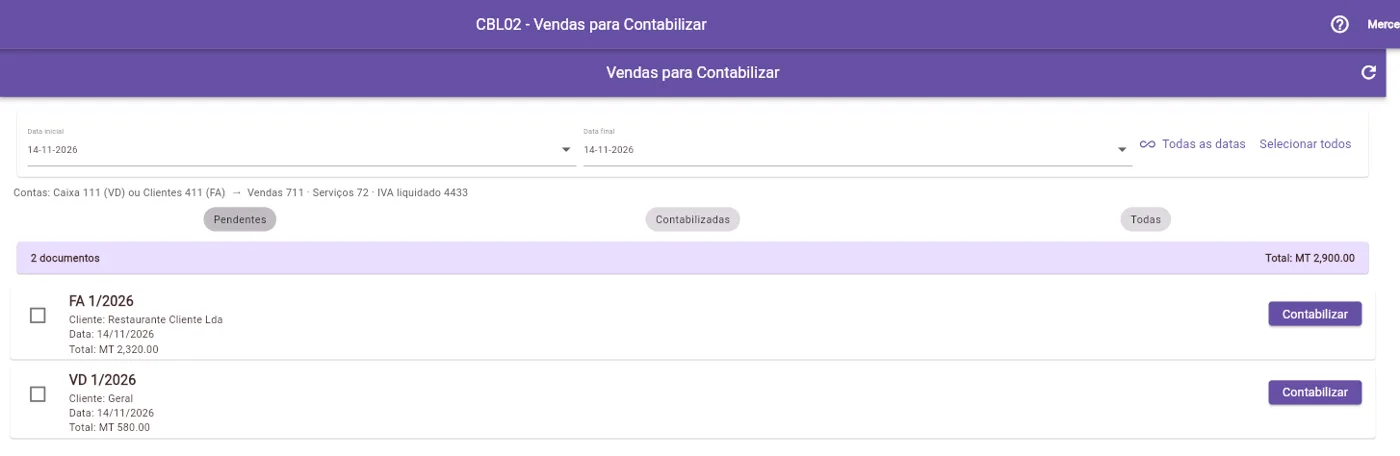 CBL02 - Vendas para Contabilizar
Merce
Vendas para Contabilizar
Data inicial
14-11-2026
Data final
14-11-2026
Todas as datas
Selecionar todos
Contas: Caixa 111 (VD) ou Clientes 411 (FA) → Vendas 711 · Serviços 72 · IVA liquidado 4433
Pendentes
Contabilizadas
Todas
2 documentos
Total: MT 2,900.00
FA 1/2026
Cliente: Restaurante Cliente Lda
Data: 14/11/2026
Total: MT 2,320.00
Contabilizar
VD 1/2026
Cliente: Geral
Data: 14/11/2026
Total: MT 580.00
Contabilizar